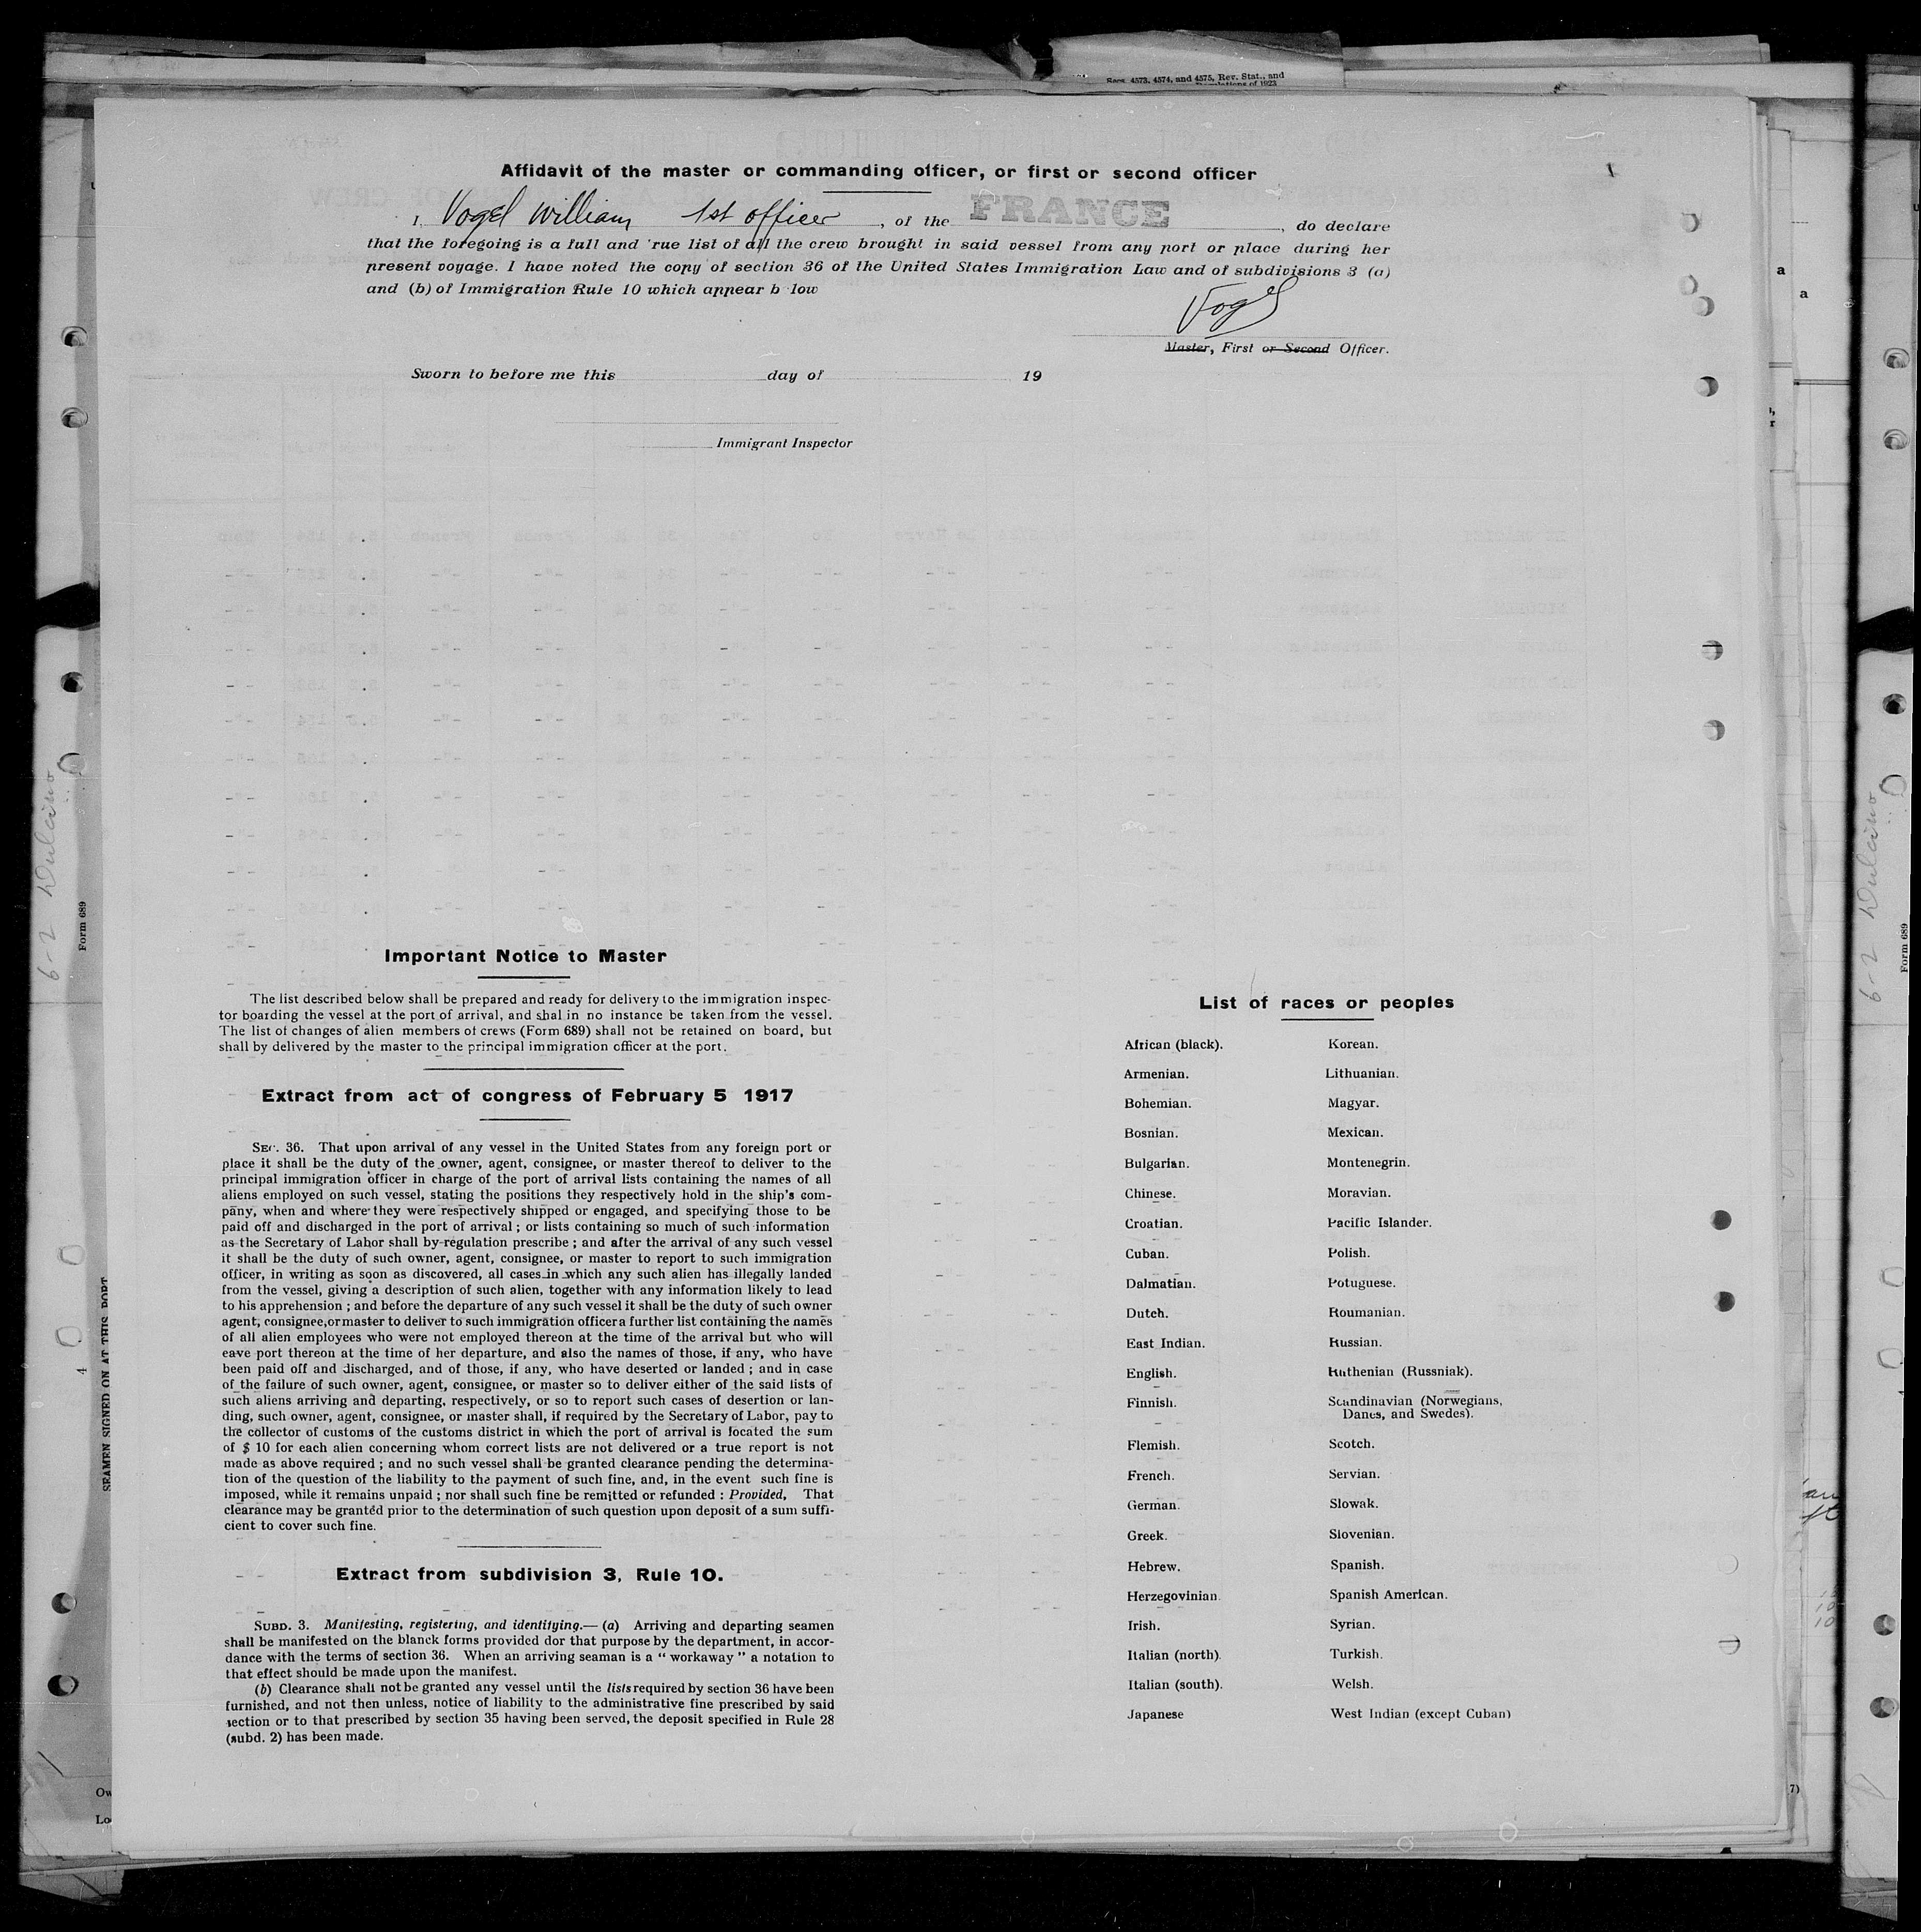 Secs. 4573, 4574, and 4575, Rev. Stat., and
Affidavit of the master or commanding officer, or first or second officer
I, Vogel William 1st officer, of the FRANCE, do declare
that the foregoing is a full and rue list of all the crew brought in said vessel from any port or place during her
present voyage. I have noted the copy of section 36 of the United States Immigration Law and of subdivisions 3 (a)
and (b) of Immigration Rule 10 which appear b low
Vogel
Master, First or Second Officer.
Sworn to before me this day of 19
Immigrant Inspector
Important Notice to Master
The list described below shall be prepared and ready for delivery to the immigration inspec-
tor boarding the vessel at the port of arrival, and shal in no instance be taken from the vessel.
The list of changes of alien members of crews (Form 689) shall not be retained on board, but
shall by delivered by the master to the principal immigration officer at the port.
Extract from act of congress of February 5 1917
SEC. 36. That upon arrival of any vessel in the United States from any foreign port or
place it shall be the duty of the owner, agent, consignee, or master thereof to deliver to the
principal immigration officer in charge of the port of arrival lists containing the names of all
aliens employed on such vessel, stating the positions they respectively hold in the ship's com-
pany, when and where they were respectively shipped or engaged, and specifying those to be
paid off and discharged in the port of arrival ; or lists containing so much of such information
as the Secretary of Labor shall by regulation prescribe ; and after the arrival of any such vessel
it shall be the duty of such owner, agent, consignee, or master to report to such immigration
officer, in writing as soon as discovered, all cases in which any such alien has illegally landed
from the vessel, giving a description of such alien, together with any information likely to lead
to his apprehension ; and before the departure of any such vessel it shall be the duty of such owner
agent, consignee, or master to deliver to such immigration officer a further list containing the names
of all alien employees who were not employed thereon at the time of the arrival but who will
eave port thereon at the time of her departure, and also the names of those, if any, who have
been paid off and discharged, and of those, if any, who have deserted or landed ; and in case
of the failure of such owner, agent, consignee, or master so to deliver either of the said lists of
such aliens arriving and departing, respectively, or so to report such cases of desertion or lan-
ding, such owner, agent, consignee, or master shall, if required by the Secretary of Labor, pay to
the collector of customs of the customs district in which the port of arrival is located the sum
of $ 10 for each alien concerning whom correct lists are not delivered or a true report is not
made as above required ; and no such vessel shall be granted clearance pending the determina-
tion of the question of the liability to the payment of such fine, and, in the event such fine is
imposed, while it remains unpaid ; nor shall such fine be remitted or refunded : Provided, That
clearance may be granted prior to the determination of such question upon deposit of a sum suffi-
cient to cover such fine.
Extract from subdivision 3, Rule 10.
SUBD. 3. Manifesting, registering, and identifying.— (a) Arriving and departing seamen
shall be manifested on the blanck forms provided dor that purpose by the department, in accor-
dance with the terms of section 36. When an arriving seaman is a “ workaway ” a notation to
that effect should be made upon the manifest.
(b) Clearance shall not be granted any vessel until the lists required by section 36 have been
furnished, and not then unless, notice of liability to the administrative fine prescribed by said
section or to that prescribed by section 35 having been served, the deposit specified in Rule 28
(subd. 2) has been made.
List of races or peoples
African (black).
Armenian.
Bohemian.
Bosnian.
Bulgarian.
Chinese.
Croatian.
Cuban.
Dalmatian.
Dutch.
East Indian.
English.
Finnish.
Flemish.
French.
German.
Greek.
Hebrew.
Herzegovinian.
Irish.
Italian (north).
Italian (south).
Japanese
Korean.
Lithuanian.
Magyar.
Mexican.
Montenegrin.
Moravian.
Pacific Islander.
Polish.
Potuguese.
Roumanian.
Russian.
Ruthenian (Russniak).
Scandinavian (Norwegians,
Danes, and Swedes).
Scotch.
Servian.
Slowak.
Slovenian.
Spanish.
Spanish American.
Syrian.
Turkish.
Welsh.
West Indian (except Cuban)
Form 689
SEAMEN SIGNED ON AT THIS PORT
Form 689